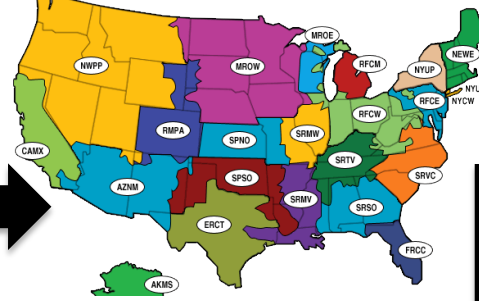 MROE
NEWE
NWPP
MROW
RFCM
NYUP
NYU
RFCE
NYCW
RFCW
RMPA
SPNO
SRMW
CAMX
SRTV
SRVC
AZNM
SPSO
SRMV
SRSO
ERCT
FRCC
AKMS